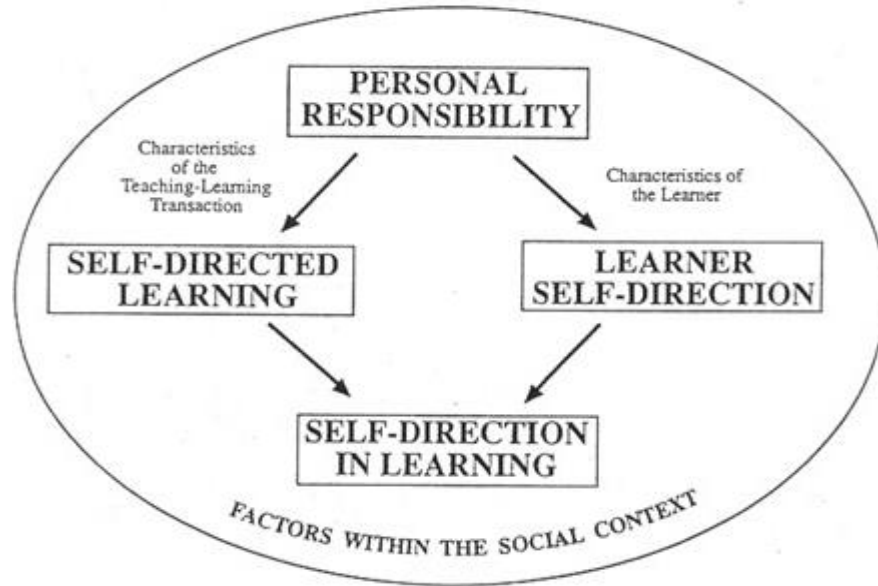 PERSONAL
RESPONSIBILITY
Characteristics
of the
Teaching-Learning
Transaction
Characteristics of
the Learner
SELF-DIRECTED
LEARNING
LEARNER
SELF-DIRECTION
SELF-DIRECTION
IN LEARNING
FACTORS WITHIN THE SOCIAL CONTEXT